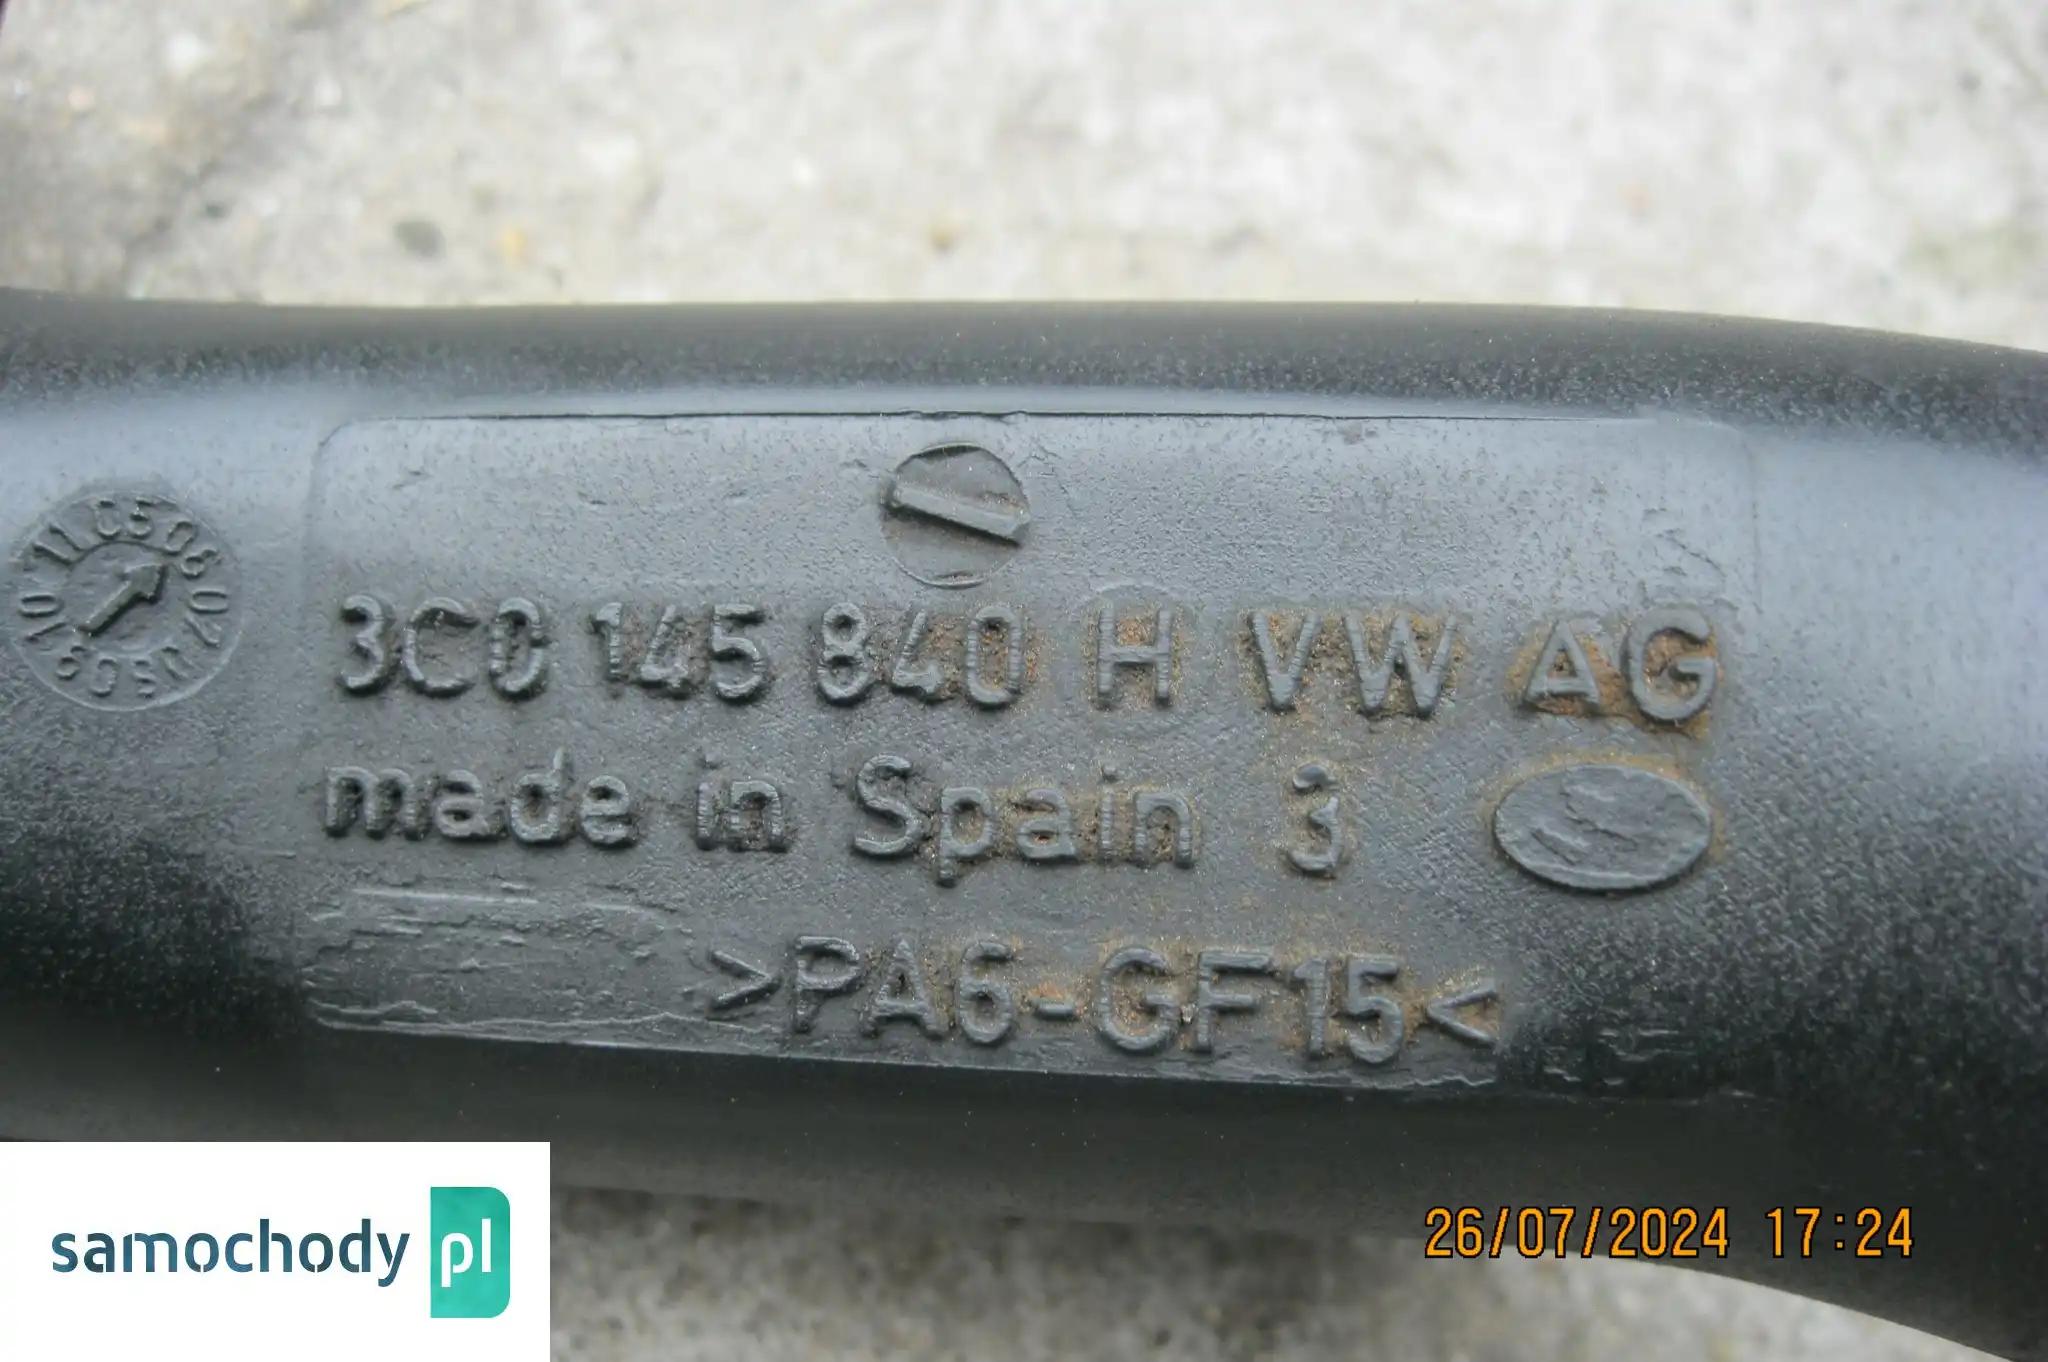 3C0 145 840 H VW AG
made in Spain 3
>PA6-GF15<
samochody pl
26/07/2024 17:24